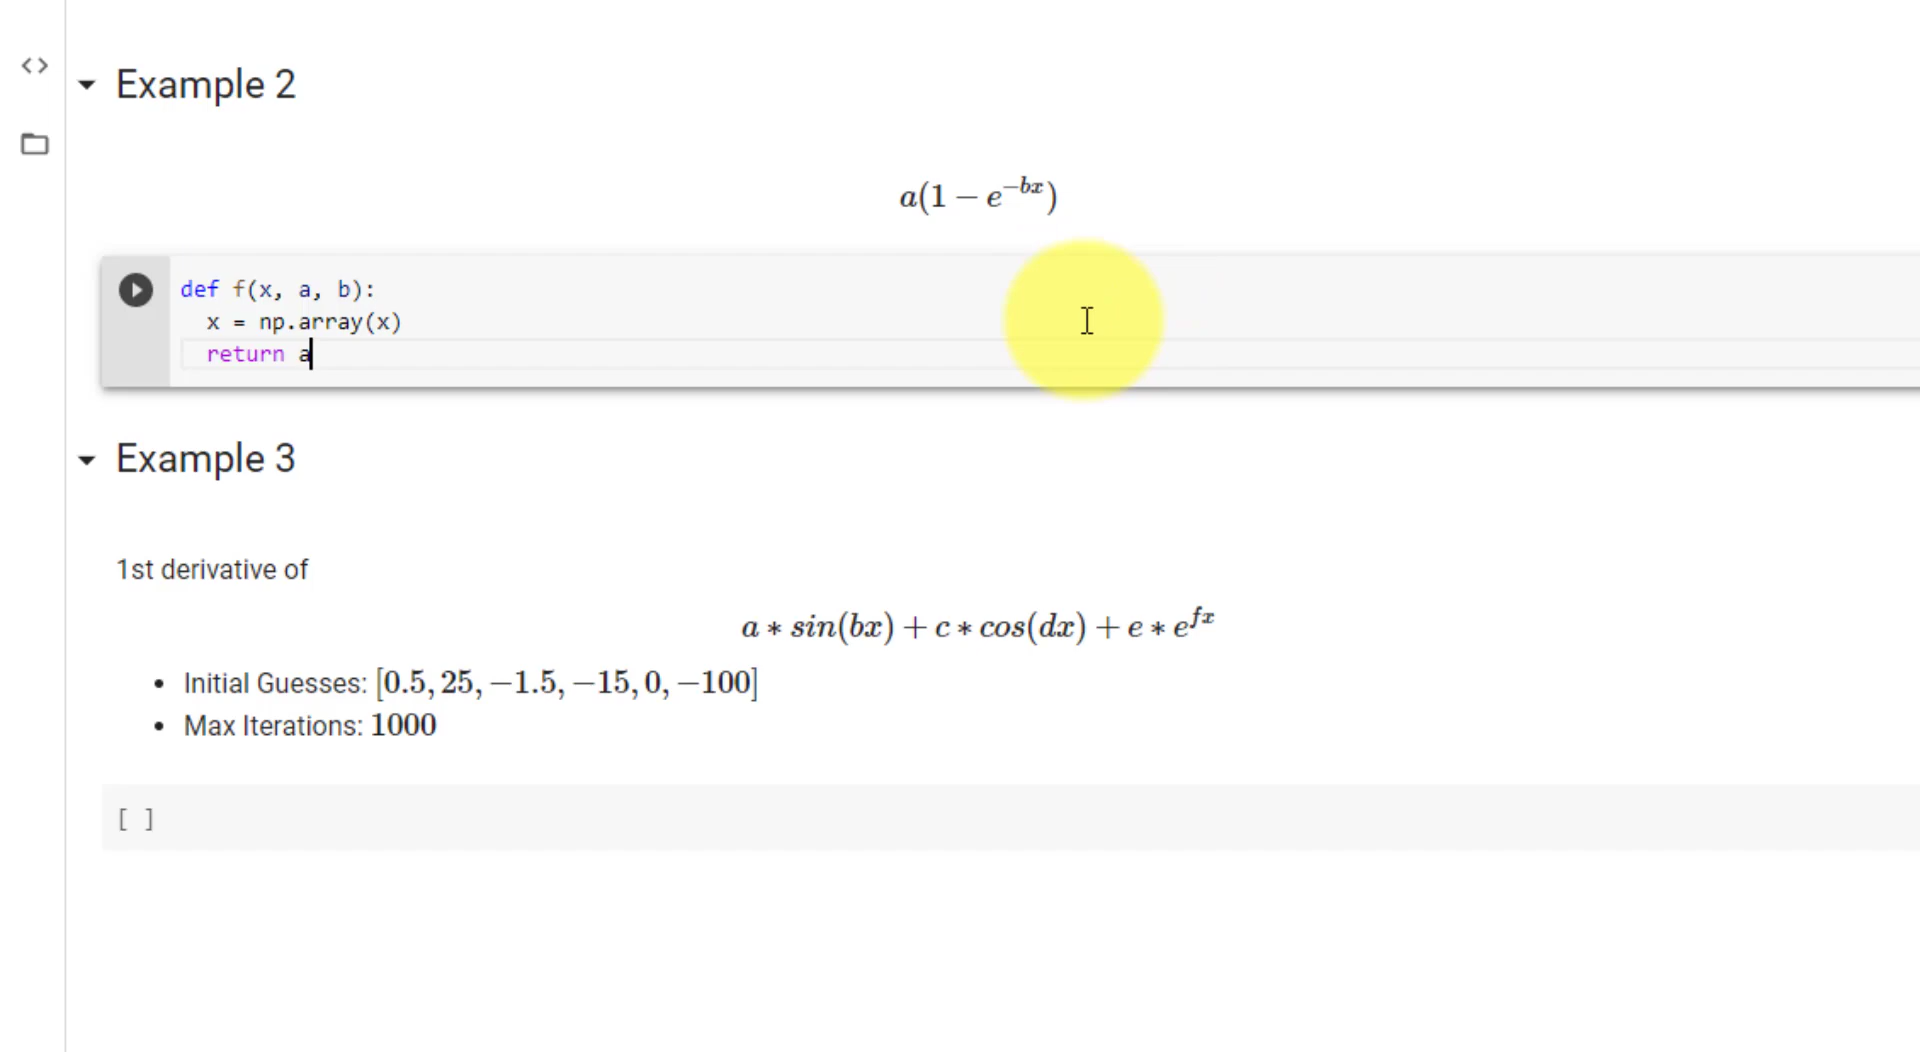 Example 2
a(1 − e^{−bx})
def f(x, a, b):
  x = np.array(x)
  return a
Example 3
1st derivative of
a ∗ sin(bx) + c ∗ cos(dx) + e ∗ e^{fx}
• Initial Guesses: [0.5, 25, −1.5, −15, 0, −100]
• Max Iterations: 1000
[ ]